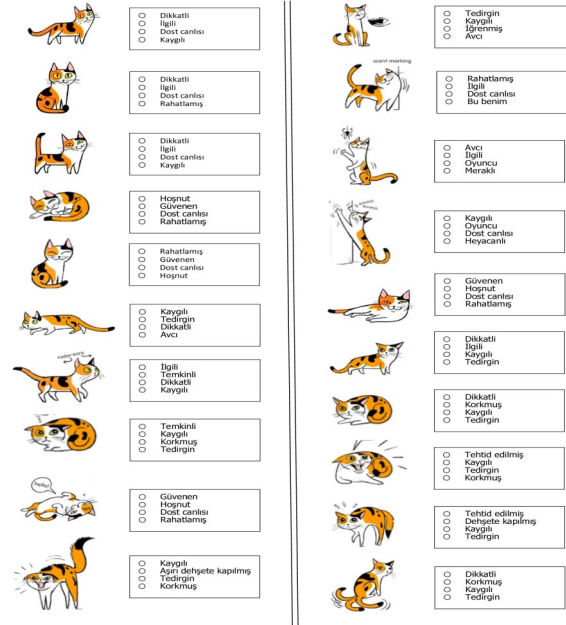 Dikkatli
İlgili
Dost canlısı
Kaygılı
Dikkatli
İlgili
Dost canlısı
Rahatlamış
Dikkatli
İlgili
Dost canlısı
Kaygılı
Hoşnut
Güvenen
Dost canlısı
Rahatlamış
Rahatlamış
Güvenen
Dost canlısı
Hoşnut
Kaygılı
Tedirgin
Dikkatli
Avcı
İlgili
Temkinli
Dikkatli
Kaygılı
Temkinli
Kaygılı
Korkmuş
Tedirgin
hello!
Güvenen
Hoşnut
Dost canlısı
Rahatlamış
Kaygılı
Aşırı dehşete kapılmış
Tedirgin
Korkmuş
Tedirgin
Kaygılı
İğrenmiş
Avcı
scent marking
Rahatlamış
İlgili
Dost canlısı
Bu benim
Avcı
İlgili
Oyuncu
Meraklı
Kaygılı
Oyuncu
Dost canlısı
Heyacanlı
Güvenen
Hoşnut
Dost canlısı
Rahatlamış
Dikkatli
İlgili
Kaygılı
Tedirgin
Dikkatli
Korkmuş
Kaygılı
Tedirgin
Tehtid edilmiş
Kaygılı
Tedirgin
Korkmuş
Tehtid edilmiş
Dehşete kapılmış
Kaygılı
Tedirgin
Dikkatli
Korkmuş
Kaygılı
Tedirgin